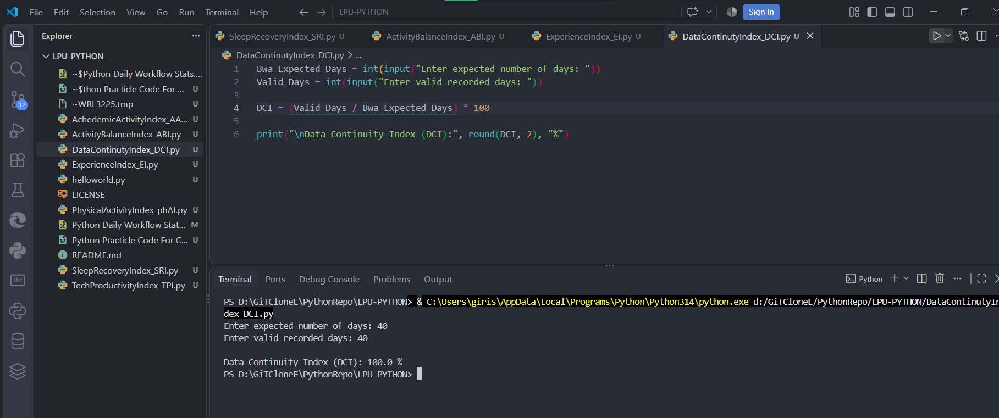 File Edit Selection View Go Run Terminal Help
LPU-PYTHON
Sign In
Explorer
LPU-PYTHON
~$Python Daily Workflow Stats....
~$thon Practicle Code For ... U
~WRL3225.tmp U
AchedemicActivityIndex_AA... U
ActivityBalanceIndex_ABI.py U
DataContinutyIndex_DCI.py U
ExperienceIndex_EI.py U
helloworld.py U
LICENSE
PhysicalActivityIndex_phAI.py U
Python Daily Workflow Stat... M
Python Practicle Code For C... U
README.md
SleepRecoveryIndex_SRI.py U
TechProductivityIndex_TPI.py U
12
abc
SleepRecoveryIndex_SRI.py U
ActivityBalanceIndex_ABI.py U
ExperienceIndex_EI.py U
DataContinutyIndex_DCI.py U
DataContinutyIndex_DCI.py > ...
1 Bwa_Expected_Days = int(input("Enter expected number of days: "))
2 Valid_Days = int(input("Enter valid recorded days: "))
3
4 DCI = (Valid_Days / Bwa_Expected_Days) * 100
5
6 print("\nData Continuity Index (DCI):", round(DCI, 2), "%")
Terminal Ports Debug Console Problems Output
Python
PS D:\GiTCloneE\PythonRepo\LPU-PYTHON> & C:\Users\giris\AppData\Local\Programs\Python\Python314\python.exe d:/GiTCloneE/PythonRepo/LPU-PYTHON/DataContinutyIn
dex_DCI.py
Enter expected number of days: 40
Enter valid recorded days: 40
Data Continuity Index (DCI): 100.0 %
PS D:\GiTCloneE\PythonRepo\LPU-PYTHON>